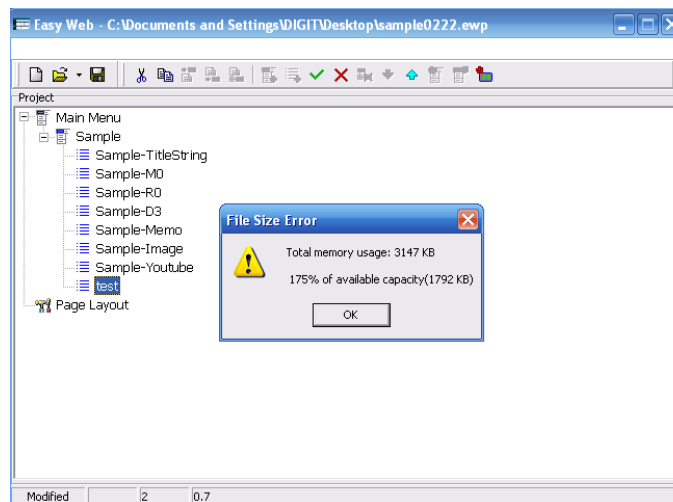 Easy Web - C:\Documents and Settings\DIGIT\Desktop\sample0222.ewp
Project
Main Menu
Sample
Sample-TitleString
Sample-M0
Sample-R0
Sample-D3
Sample-Memo
Sample-Image
Sample-Youtube
test
Page Layout
File Size Error
Total memory usage: 3147 KB
175% of available capacity(1792 KB)
OK
Modified 2 0.7